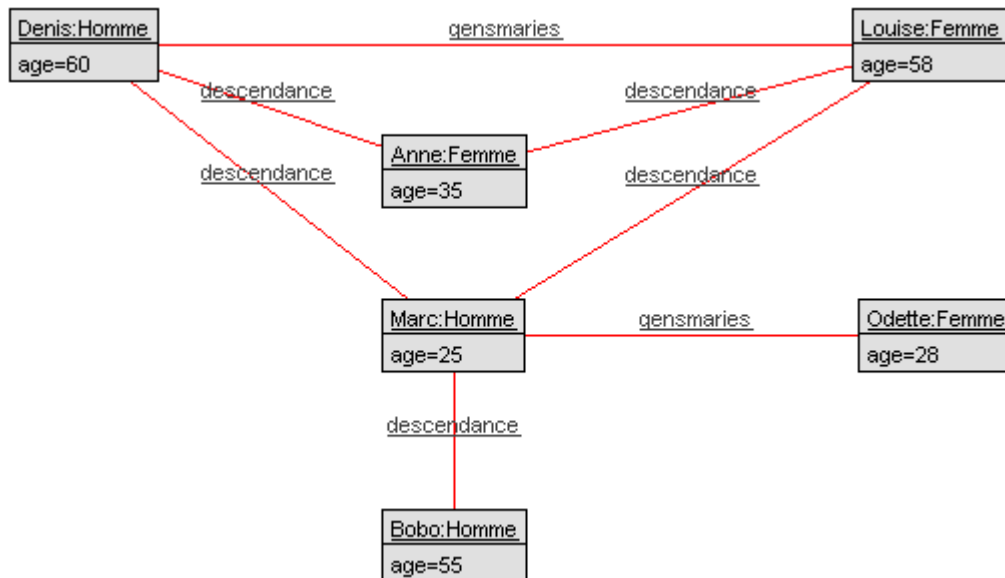 Denis:Homme
age=60
gensmaries
Louise:Femme
age=58
descendance
descendance
Anne:Femme
age=35
descendance
descendance
Marc:Homme
age=25
gensmaries
Odette:Femme
age=28
descendance
Bobo:Homme
age=55